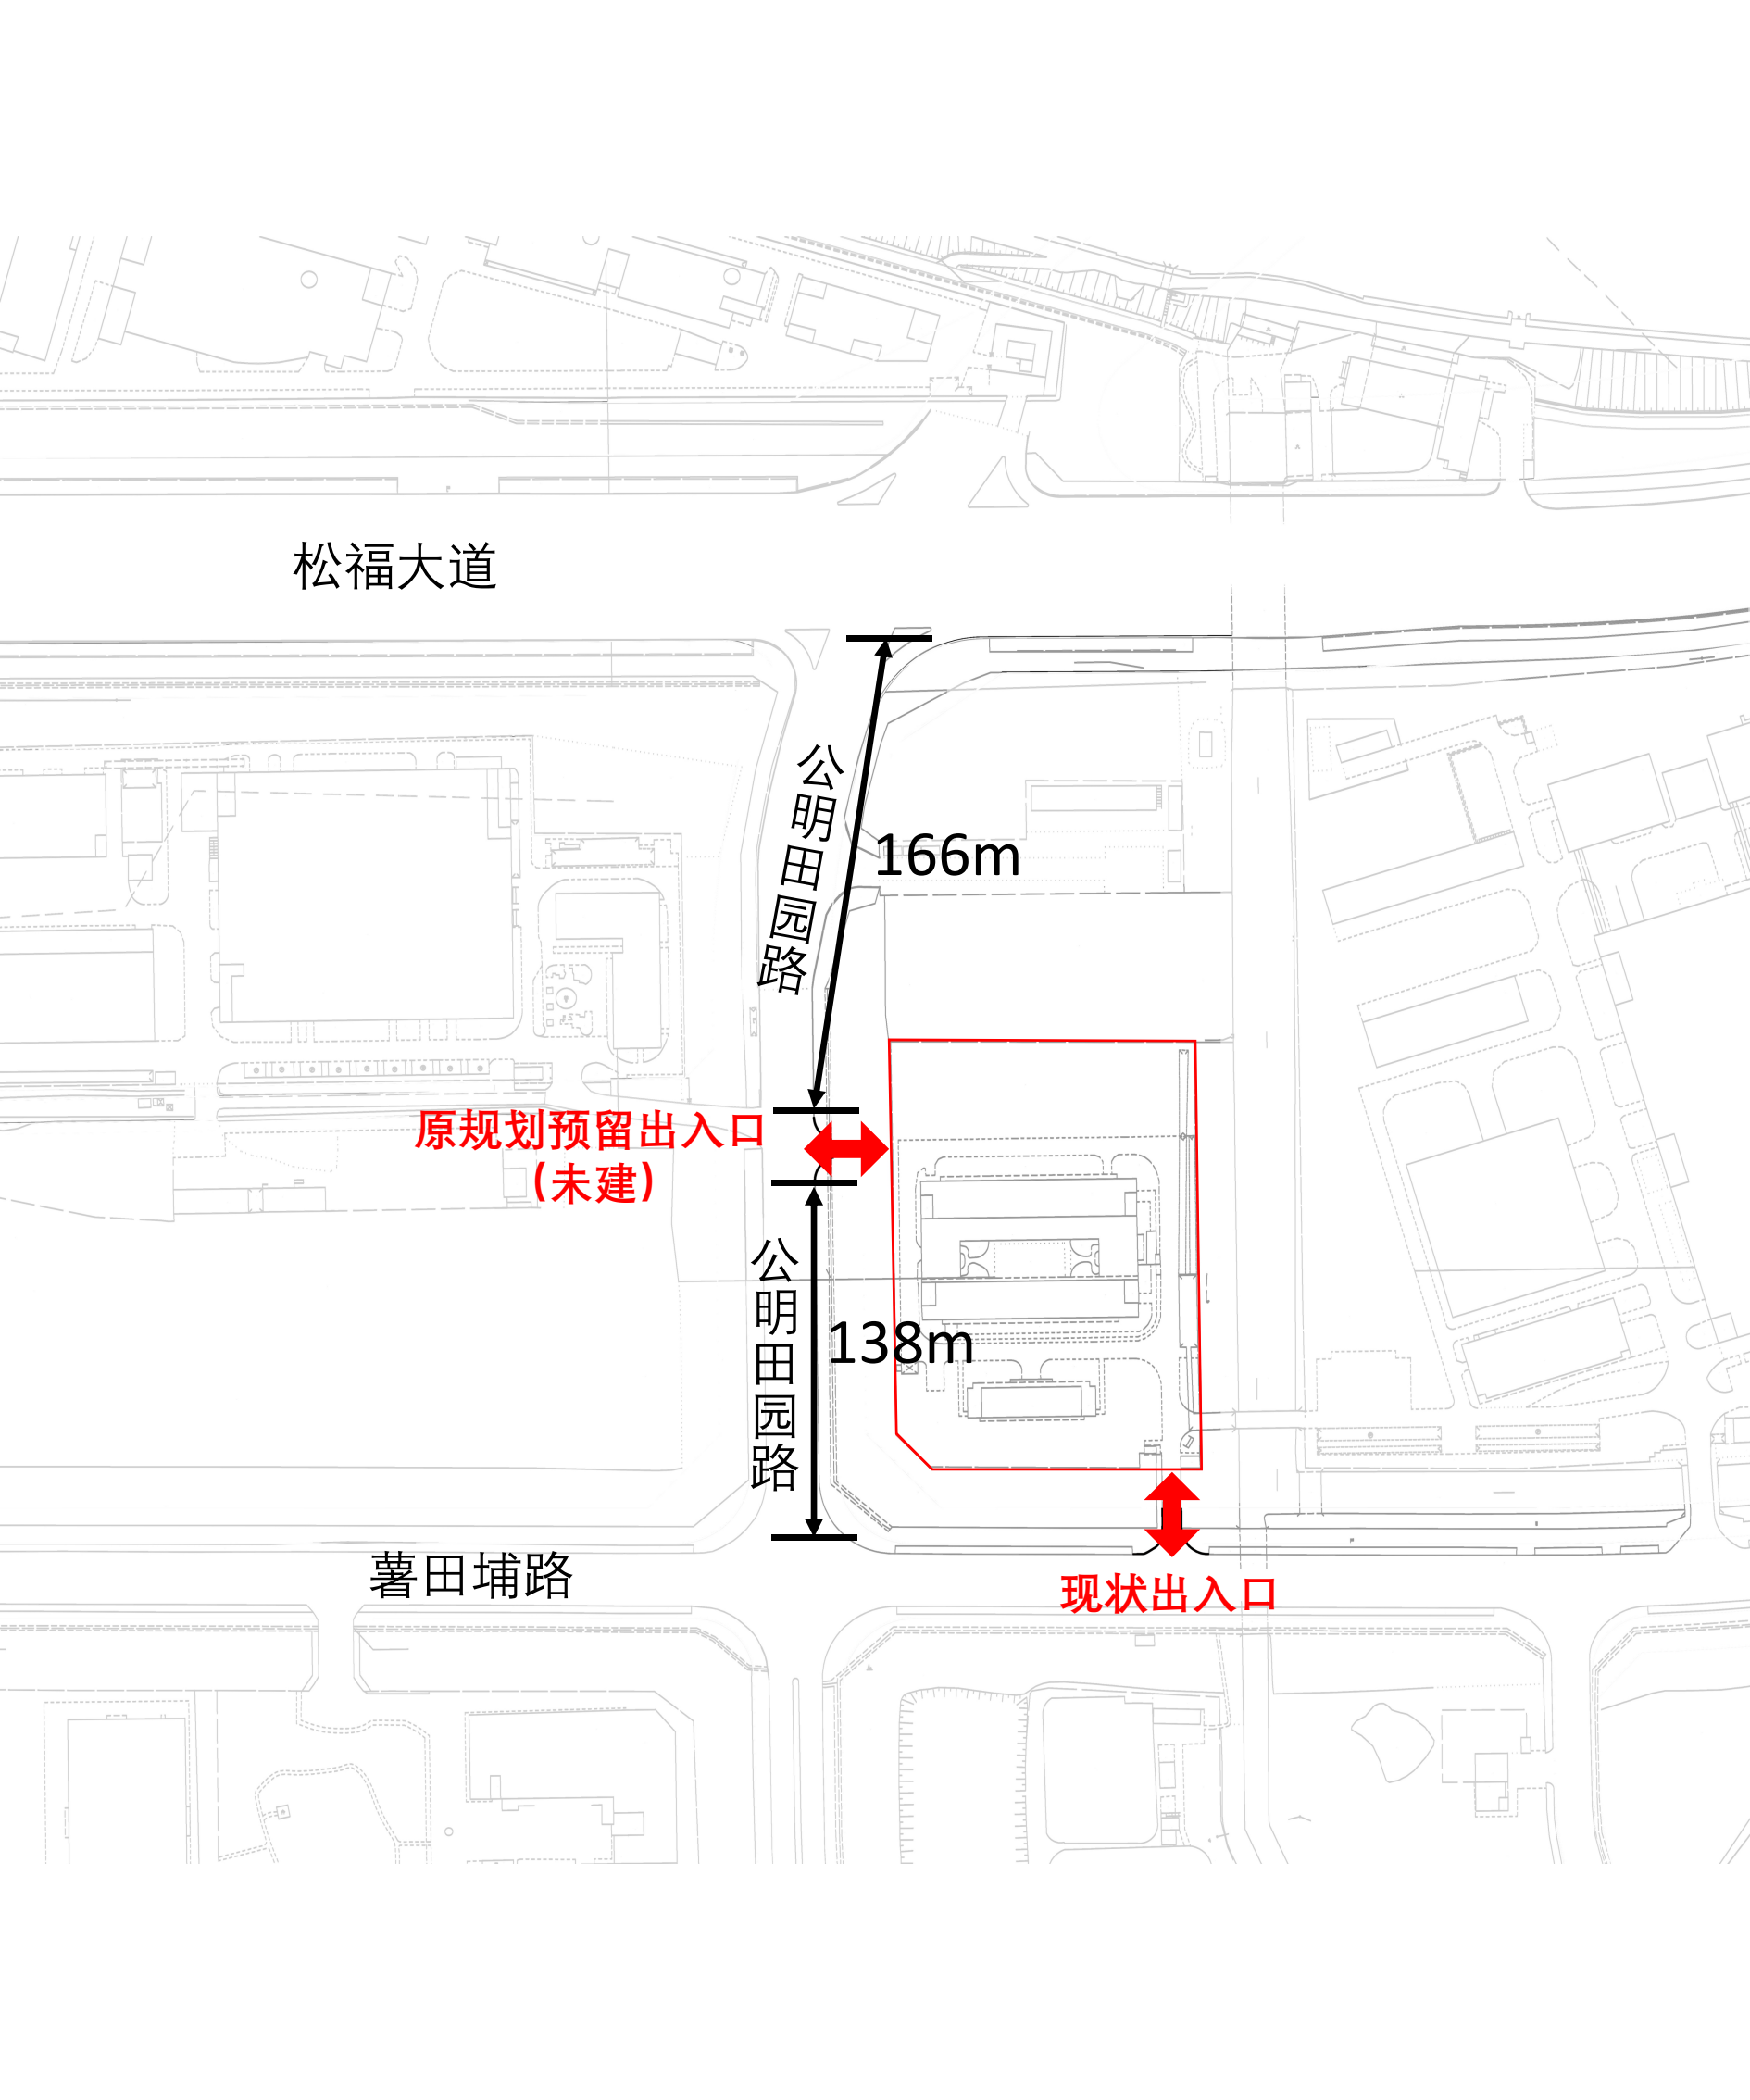 松福大道
公明田园路
166m
原规划预留出入口
(未建)
公明田园路
138m
薯田埔路
现状出入口